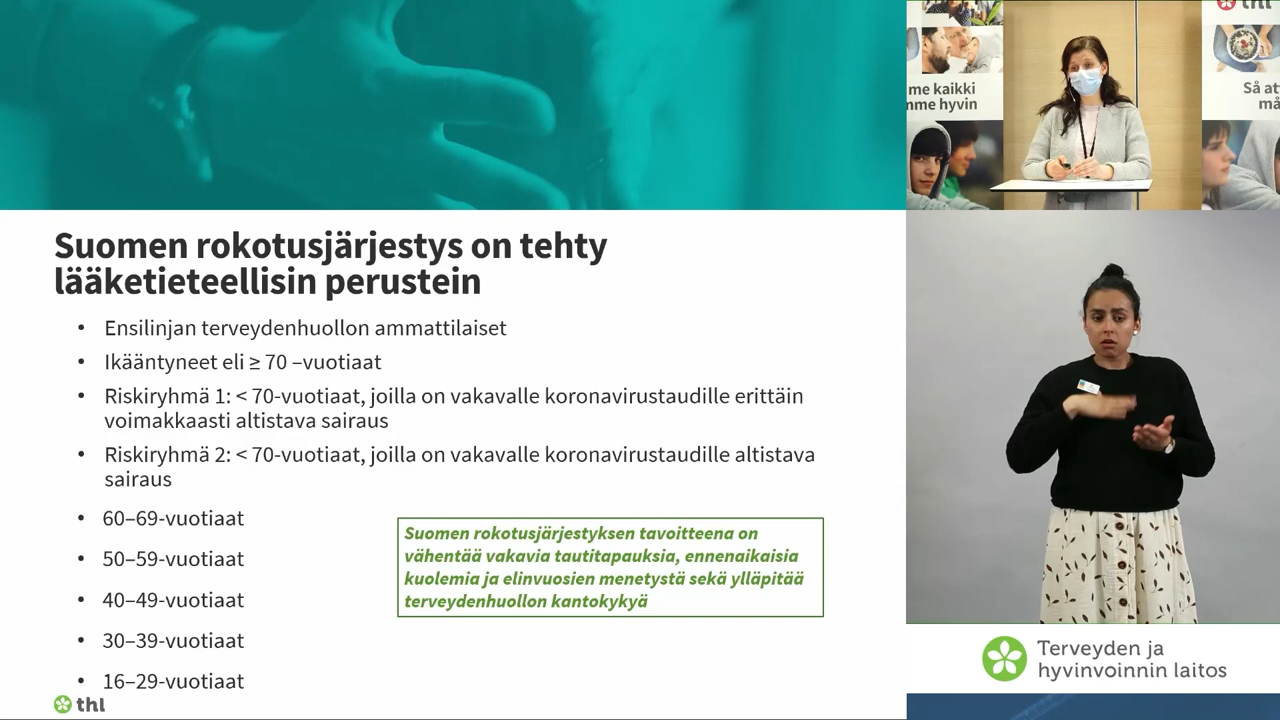 Suomen rokotusjärjestys on tehty
lääketieteellisin perustein
• Ensilinjan terveydenhuollon ammattilaiset
• Ikääntyneet eli ≥ 70 –vuotiaat
• Riskiryhmä 1: < 70-vuotiaat, joilla on vakavalle koronavirustaudille erittäin
voimakkaasti altistava sairaus
• Riskiryhmä 2: < 70-vuotiaat, joilla on vakavalle koronavirustaudille altistava
sairaus
• 60–69-vuotiaat
• 50–59-vuotiaat
• 40–49-vuotiaat
• 30–39-vuotiaat
• 16–29-vuotiaat
Suomen rokotusjärjestyksen tavoitteena on
vähentää vakavia tautitapauksia, ennenaikaisia
kuolemia ja elinvuosien menetystä sekä ylläpitää
terveydenhuollon kantokykyä
thl
thl
me kaikki
mme hyvin
Så at
må
Terveyden ja
hyvinvoinnin laitos